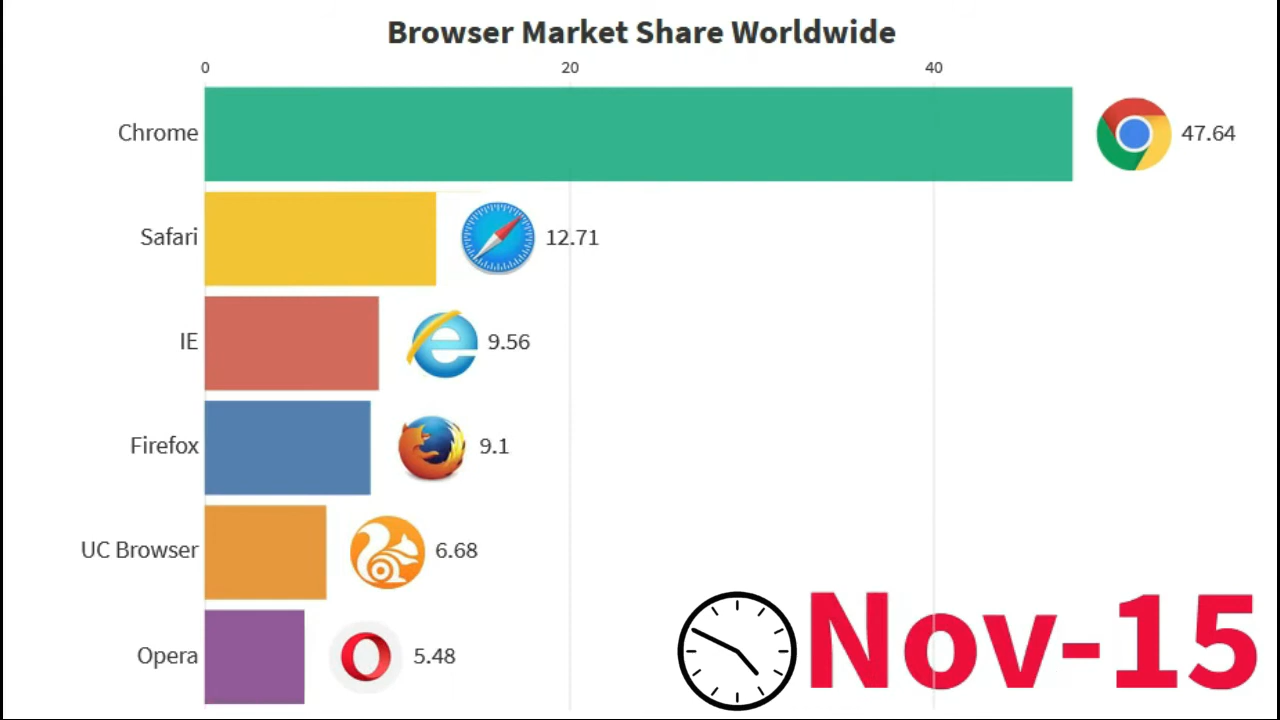 Browser Market Share Worldwide
0 20 40
Chrome 47.64
Safari 12.71
IE 9.56
Firefox 9.1
UC Browser 6.68
Opera 5.48
Nov-15